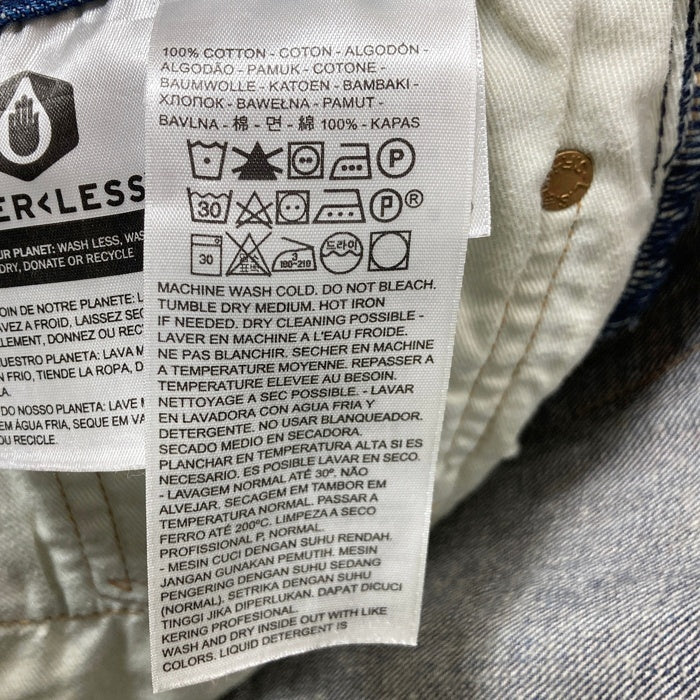 100% COTTON - COTON - ALGODÓN -
ALGODÃO - PAMUK - COTONE -
BAUMWOLLE - KATOEN - BAMBAKI -
ХЛОПОК - BAWEŁNA - PAMUT -
BAVLNA - 棉 - 면 - 綿 100% - KAPAS
P
30 P®
30 3 180-210 드라이
MACHINE WASH COLD. DO NOT BLEACH.
TUMBLE DRY MEDIUM. HOT IRON
IF NEEDED. DRY CLEANING POSSIBLE -
LAVER EN MACHINE A L'EAU FROIDE.
NE PAS BLANCHIR. SECHER EN MACHINE
A TEMPERATURE MOYENNE. REPASSER A
TEMPERATURE ELEVEE AU BESOIN.
NETTOYAGE A SEC POSSIBLE. - LAVAR
EN LAVADORA CON AGUA FRIA Y
DETERGENTE. NO USAR BLANQUEADOR.
SECADO MEDIO EN SECADORA.
PLANCHAR EN TEMPERATURA ALTA SI ES
NECESARIO. ES POSIBLE LAVAR EN SECO.
- LAVAGEM NORMAL ATÉ 30º. NÃO
ALVEJAR. SECAGEM EM TAMBOR EM
TEMPERATURA NORMAL. PASSAR A
FERRO ATÉ 200ºC. LIMPEZA A SECO
PROFISSIONAL P, NORMAL.
- MESIN CUCI DENGAN SUHU RENDAH.
JANGAN GUNAKAN PEMUTIH. MESIN
PENGERING DENGAN SUHU SEDANG
(NORMAL). SETRIKA DENGAN SUHU
TINGGI JIKA DIPERLUKAN. DAPAT DICUCI
KERING PROFESIONAL.
WASH AND DRY INSIDE OUT WITH LIKE
COLORS. LIQUID DETERGENT IS
ER<LESS
UR PLANET: WASH LESS, WAS
DRY, DONATE OR RECYCLE
OIN DE NOTRE PLANETE: L
AVEZ A FROID, LAISSEZ SEC
LLEMENT, DONNEZ OU REC
UESTRO PLANETA: LAVA M
N FRIO, TIENDE LA ROPA, D
LA.
DO NOSSO PLANETA: LAVE M
EM ÁGUA FRIA, SEQUE EM VA
OU RECICLE.